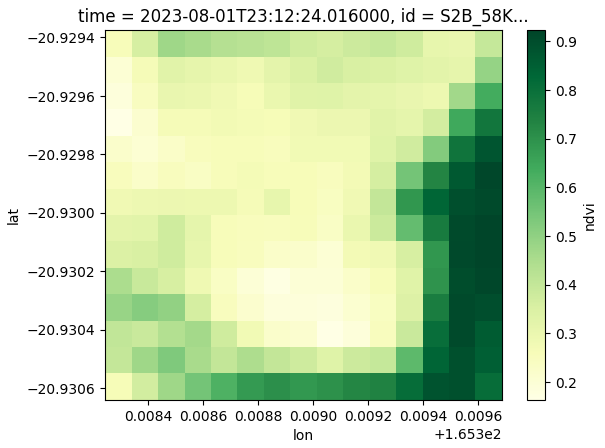 time = 2023-08-01T23:12:24.016000, id = S2B_58K...
−20.9294
−20.9296
−20.9298
−20.9300
−20.9302
−20.9304
−20.9306
lat
0.0084 0.0086 0.0088 0.0090 0.0092 0.0094 0.0096
lon
+1.653e2
0.9
0.8
0.7
0.6
0.5
0.4
0.3
0.2
ndvi